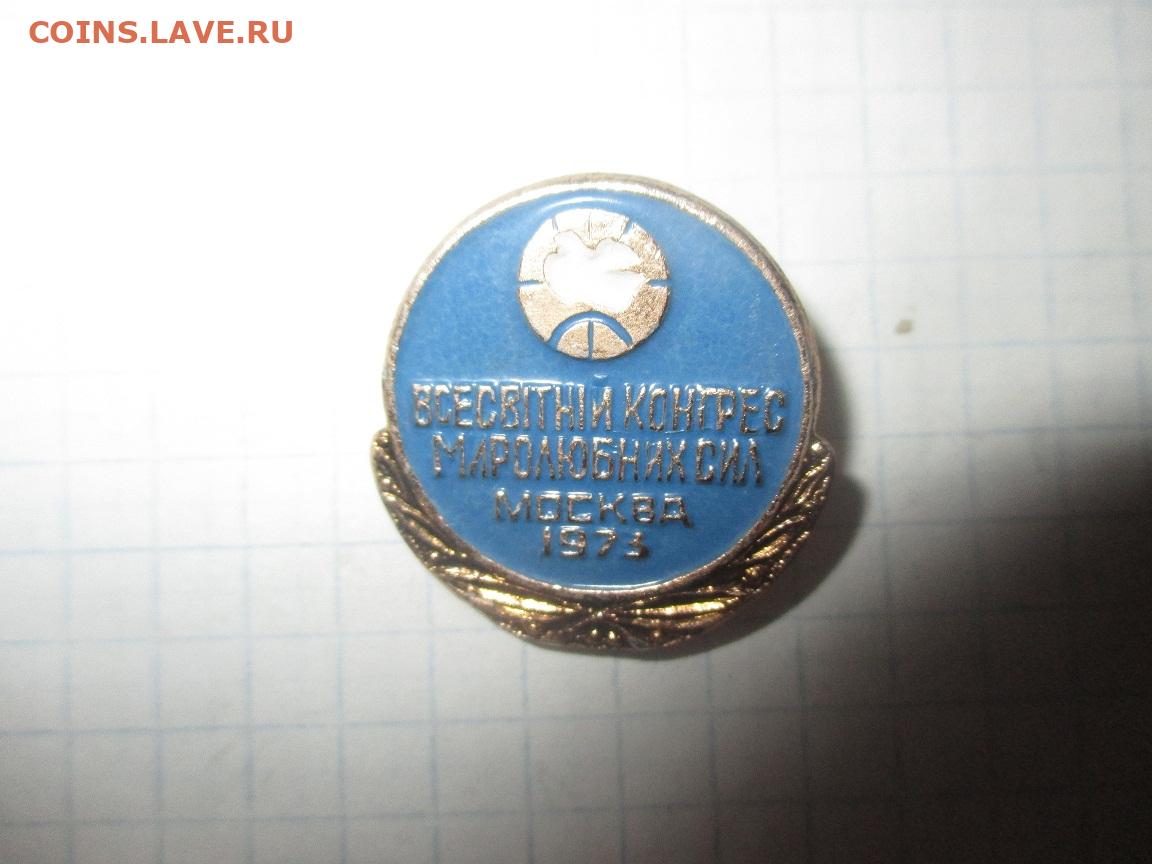 COINS.LAVE.RU
ВСЕСВІТНІЙ КОНГРЕС
МИРОЛЮБНИХ СИЛ
МОСКВА
1973